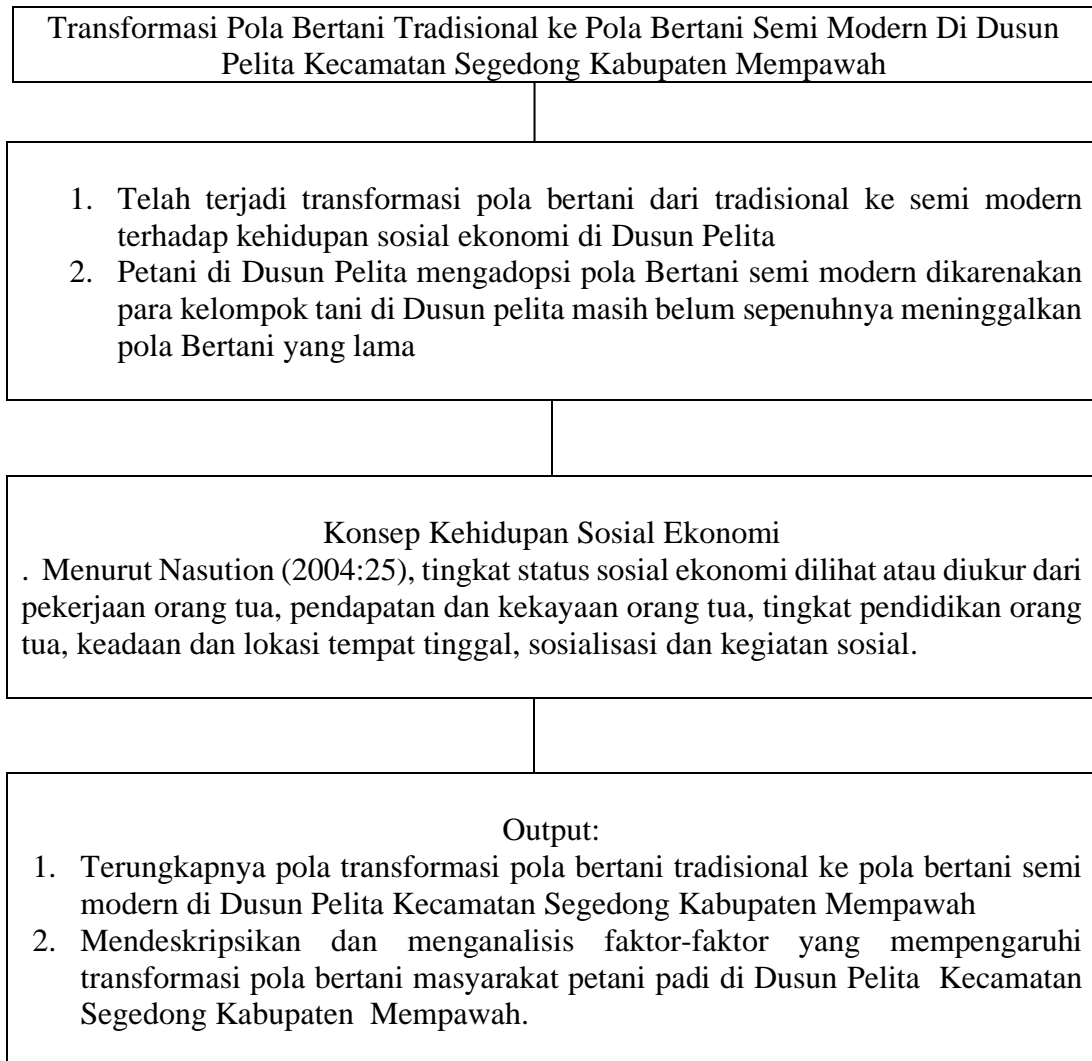 Transformasi Pola Bertani Tradisional ke Pola Bertani Semi Modern Di Dusun
Pelita Kecamatan Segedong Kabupaten Mempawah
1. Telah terjadi transformasi pola bertani dari tradisional ke semi modern
terhadap kehidupan sosial ekonomi di Dusun Pelita
2. Petani di Dusun Pelita mengadopsi pola Bertani semi modern dikarenakan
para kelompok tani di Dusun pelita masih belum sepenuhnya meninggalkan
pola Bertani yang lama
Konsep Kehidupan Sosial Ekonomi
. Menurut Nasution (2004:25), tingkat status sosial ekonomi dilihat atau diukur dari
pekerjaan orang tua, pendapatan dan kekayaan orang tua, tingkat pendidikan orang
tua, keadaan dan lokasi tempat tinggal, sosialisasi dan kegiatan sosial.
Output:
1. Terungkapnya pola transformasi pola bertani tradisional ke pola bertani semi
modern di Dusun Pelita Kecamatan Segedong Kabupaten Mempawah
2. Mendeskripsikan dan menganalisis faktor-faktor yang mempengaruhi
transformasi pola bertani masyarakat petani padi di Dusun Pelita Kecamatan
Segedong Kabupaten Mempawah.